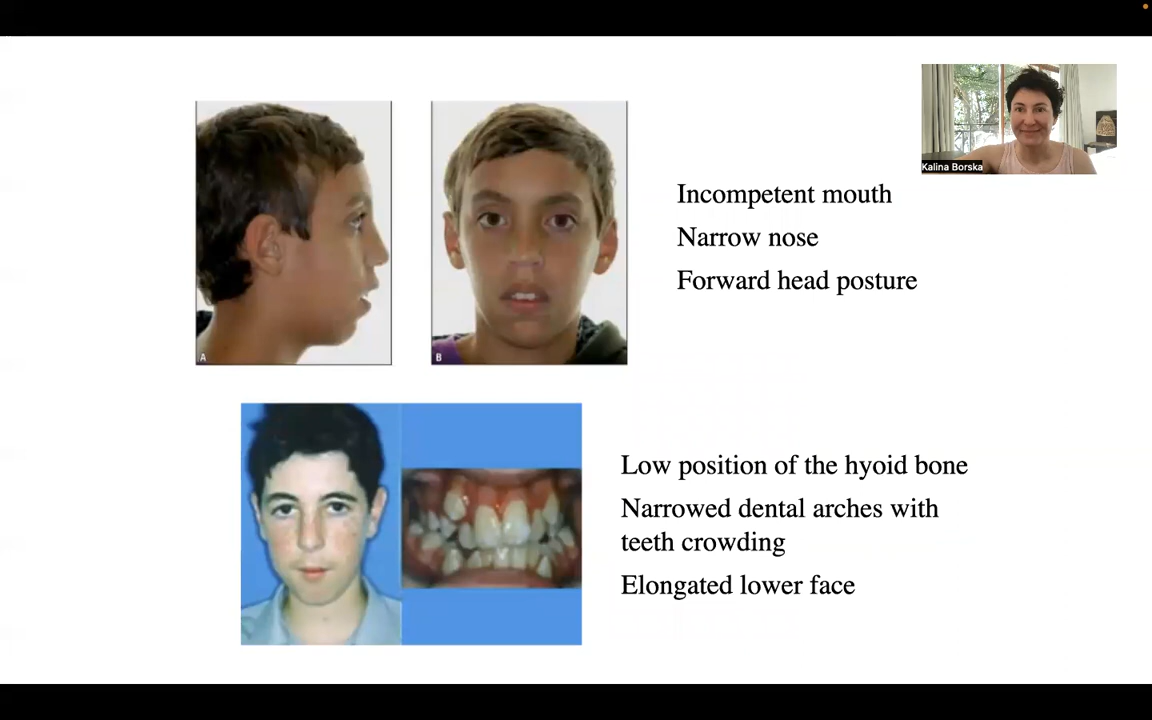 Kalina Borska
Incompetent mouth
Narrow nose
Forward head posture
A
B
Low position of the hyoid bone
Narrowed dental arches with
teeth crowding
Elongated lower face